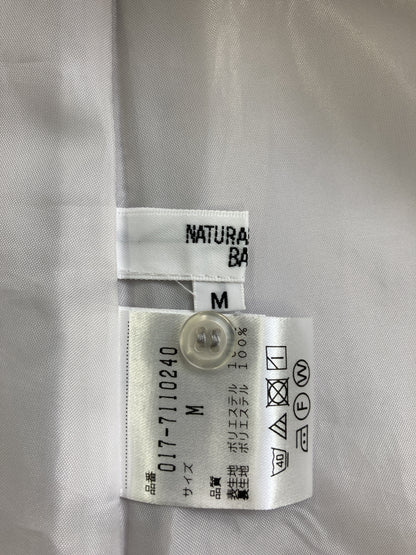 NATURA
BA
M
品番
017-7110240
サイズ
M
品質
表生地 ポリエステル 100%
裏生地 ポリエステル 100%
40
F W